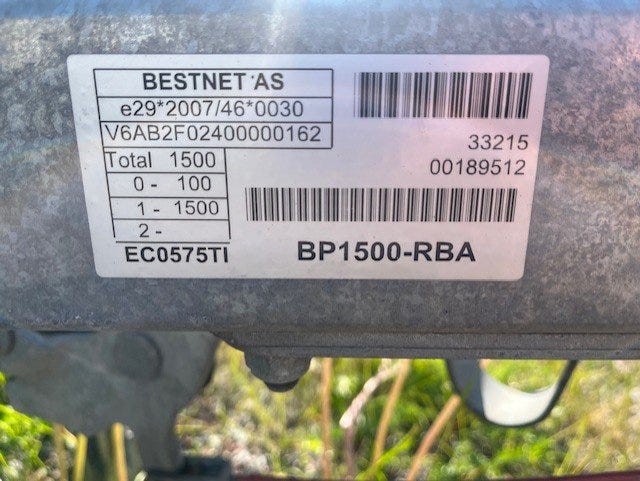 BESTNET AS
e29*2007/46*0030
V6AB2F02400000162
Total 1500
0 - 100
1 - 1500
2 -
EC0575TI
33215
00189512
BP1500-RBA